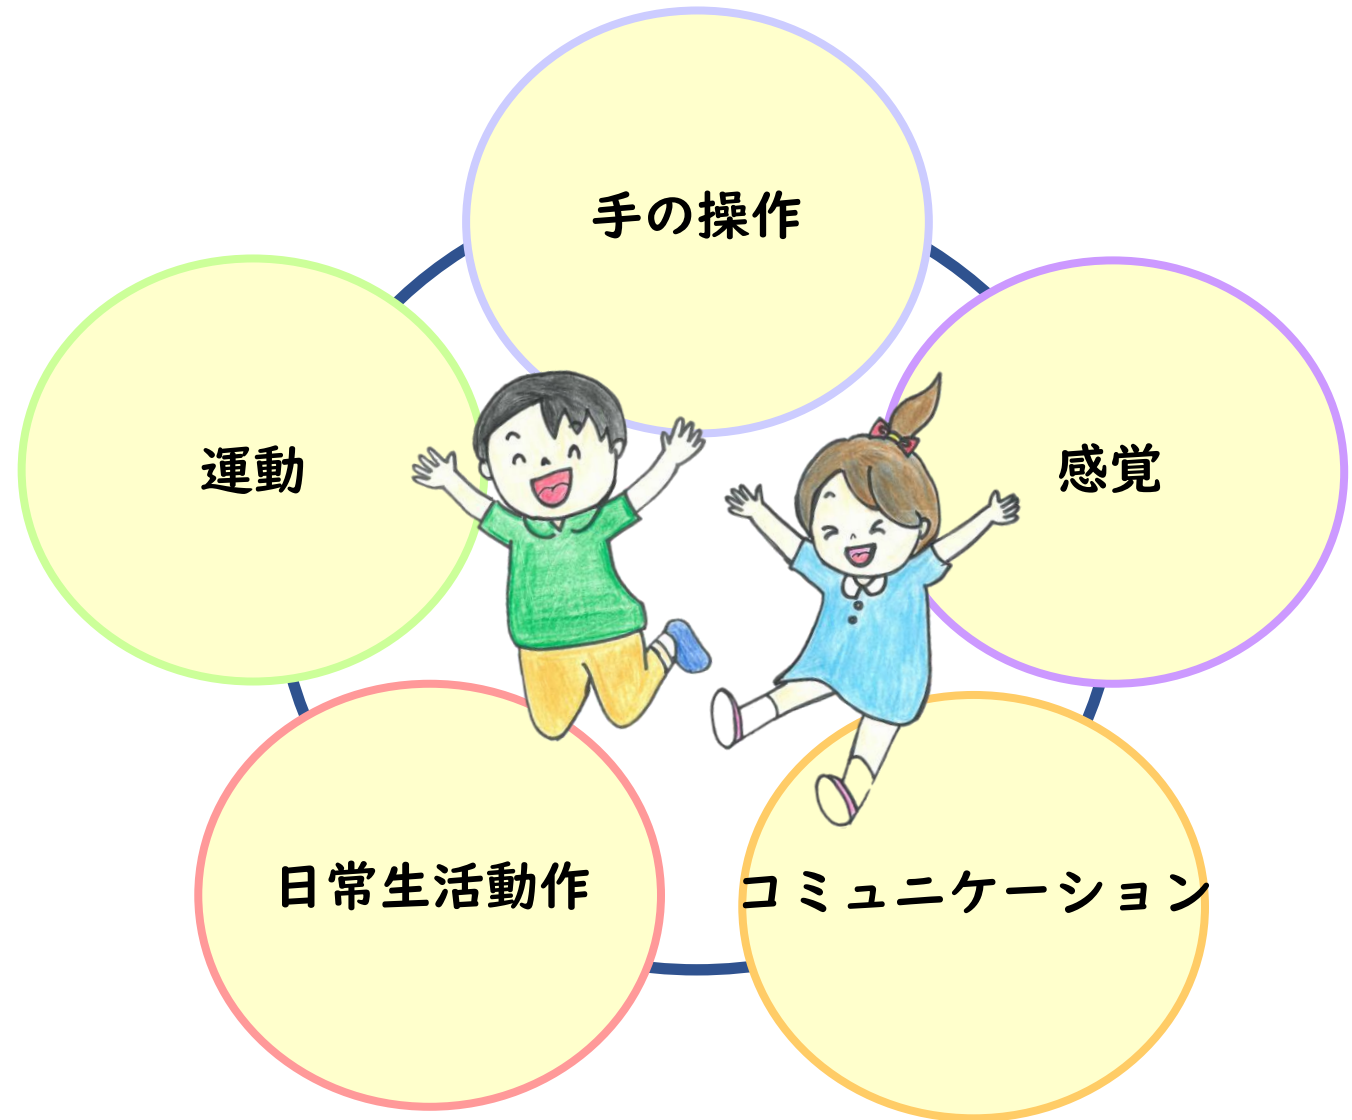 手の操作
運動
感覚
日常生活動作
コミュニケーション